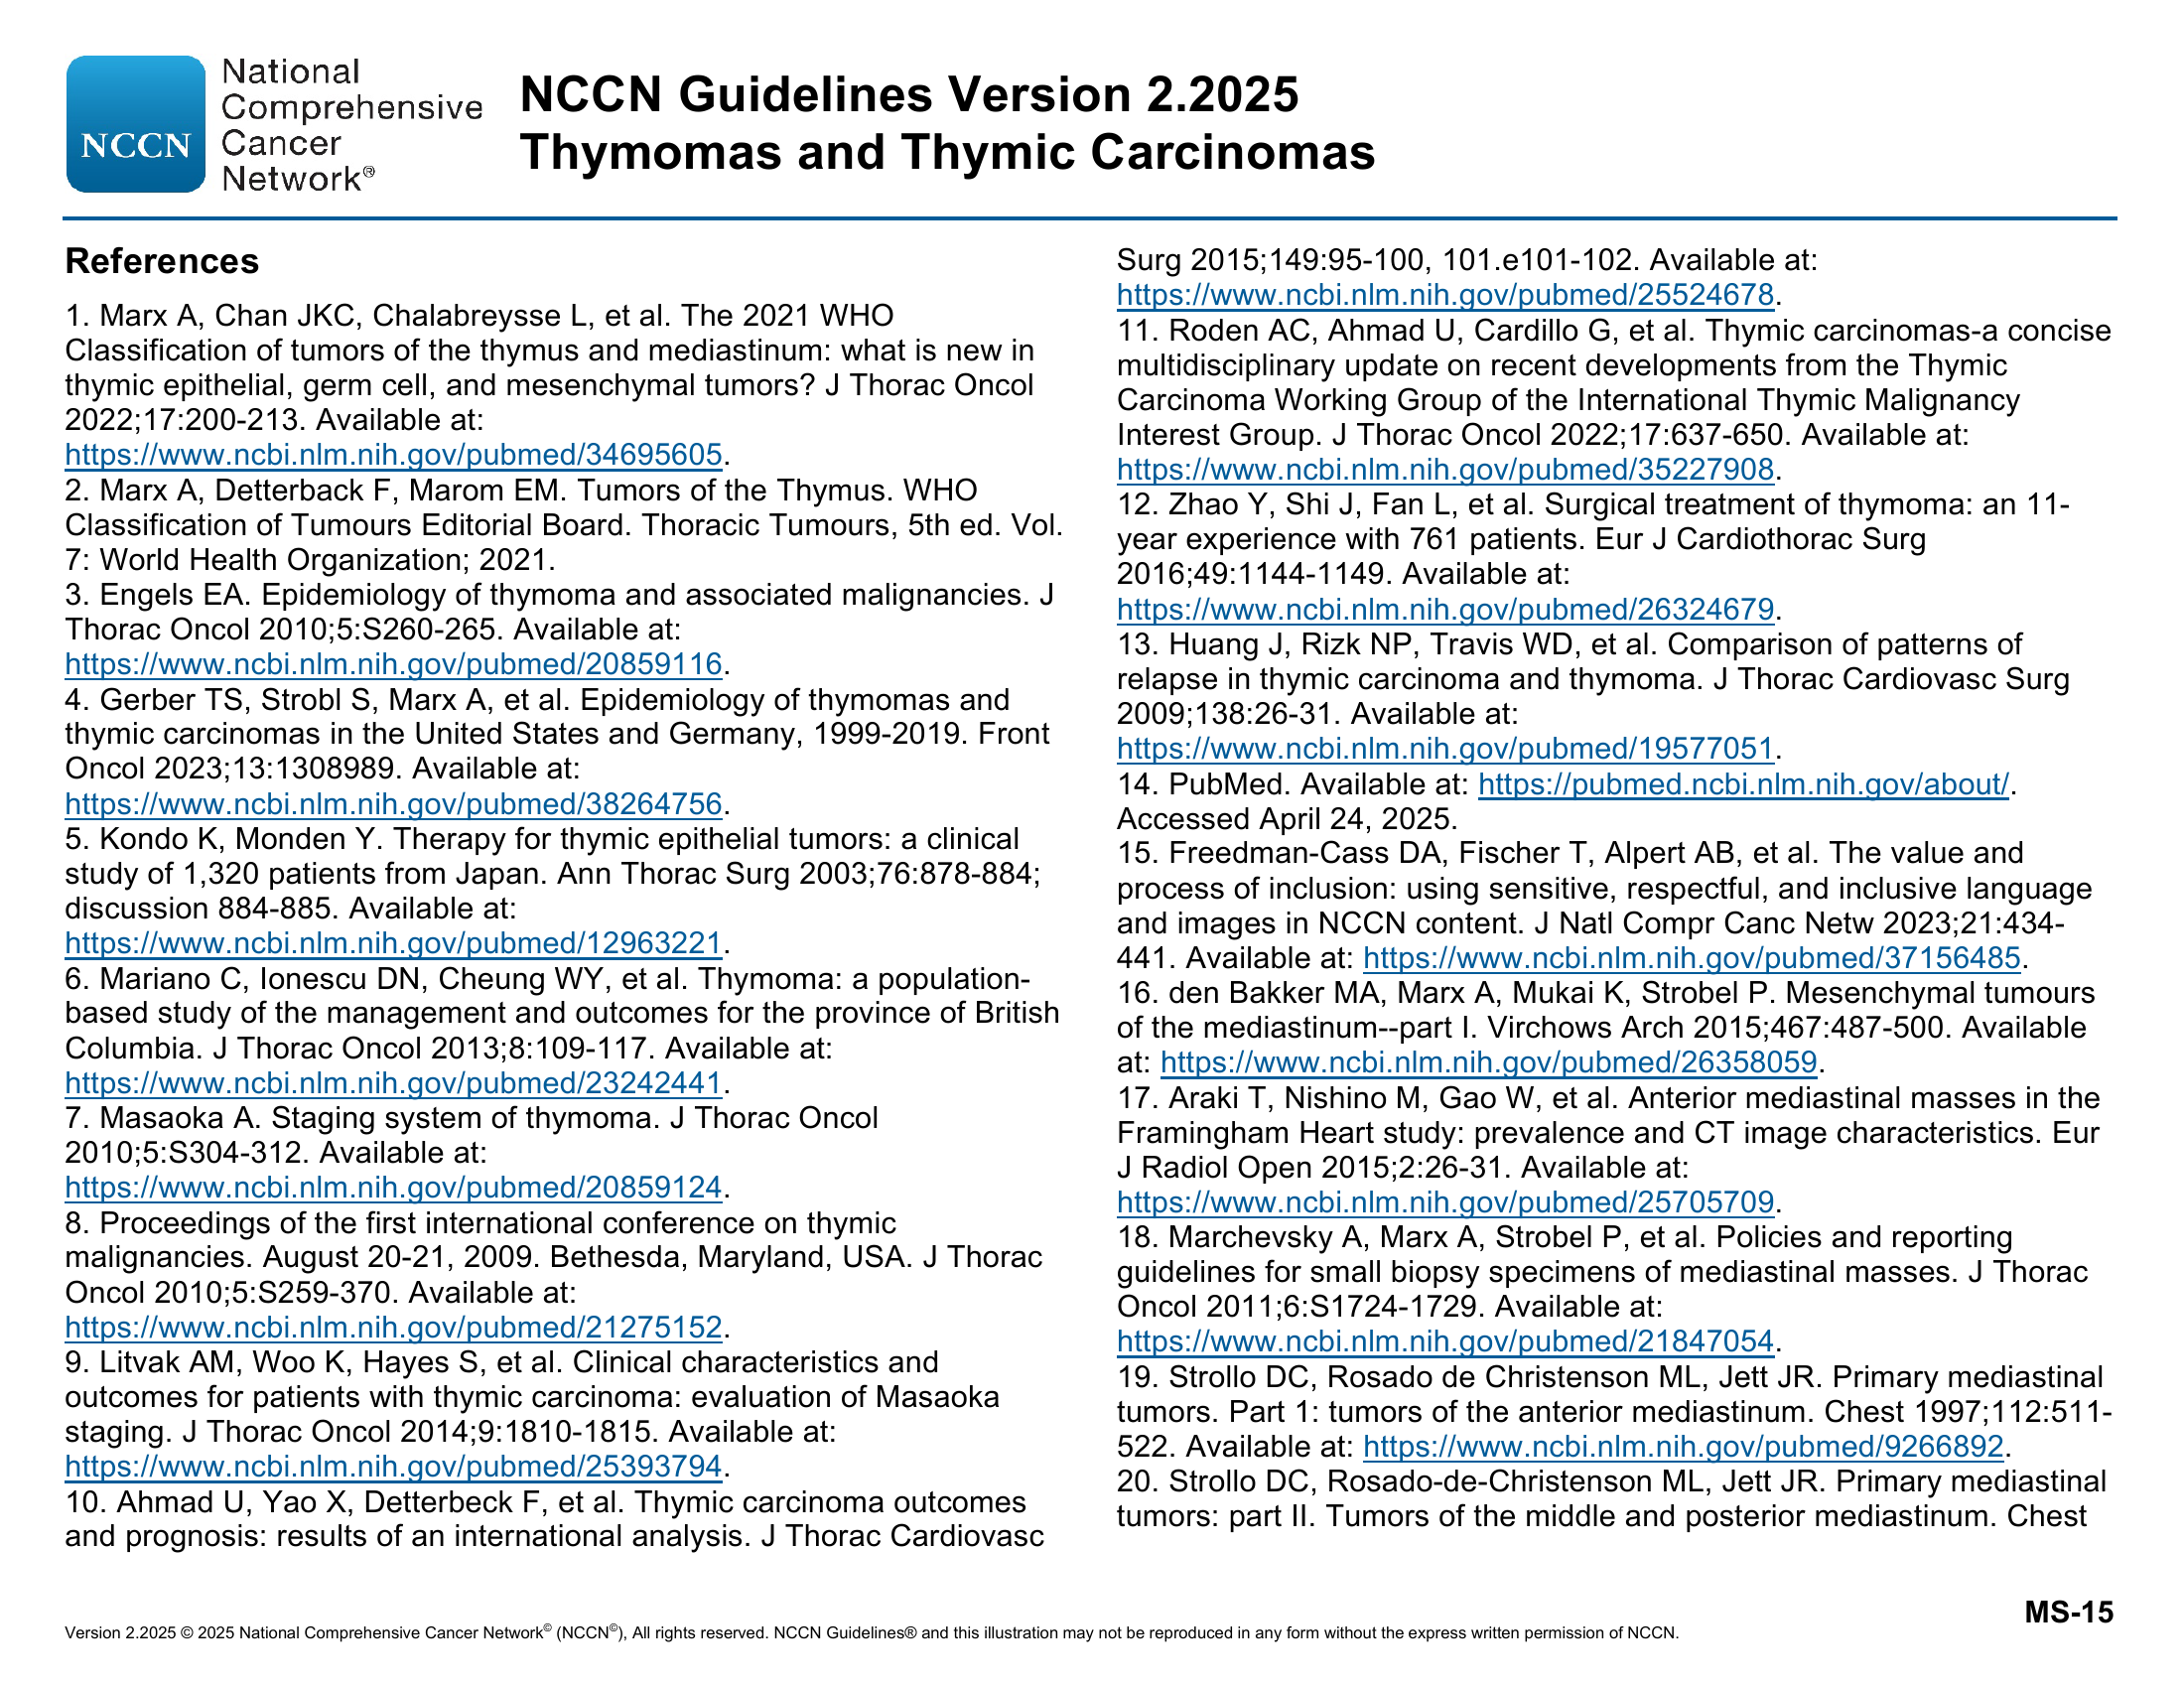 NCCN
National
Comprehensive
Cancer
Network®
NCCN Guidelines Version 2.2025
Thymomas and Thymic Carcinomas
References
1. Marx A, Chan JKC, Chalabreysse L, et al. The 2021 WHO
Classification of tumors of the thymus and mediastinum: what is new in
thymic epithelial, germ cell, and mesenchymal tumors? J Thorac Oncol
2022;17:200-213. Available at:
https://www.ncbi.nlm.nih.gov/pubmed/34695605.
2. Marx A, Detterback F, Marom EM. Tumors of the Thymus. WHO
Classification of Tumours Editorial Board. Thoracic Tumours, 5th ed. Vol.
7: World Health Organization; 2021.
3. Engels EA. Epidemiology of thymoma and associated malignancies. J
Thorac Oncol 2010;5:S260-265. Available at:
https://www.ncbi.nlm.nih.gov/pubmed/20859116.
4. Gerber TS, Strobl S, Marx A, et al. Epidemiology of thymomas and
thymic carcinomas in the United States and Germany, 1999-2019. Front
Oncol 2023;13:1308989. Available at:
https://www.ncbi.nlm.nih.gov/pubmed/38264756.
5. Kondo K, Monden Y. Therapy for thymic epithelial tumors: a clinical
study of 1,320 patients from Japan. Ann Thorac Surg 2003;76:878-884;
discussion 884-885. Available at:
https://www.ncbi.nlm.nih.gov/pubmed/12963221.
6. Mariano C, Ionescu DN, Cheung WY, et al. Thymoma: a population-
based study of the management and outcomes for the province of British
Columbia. J Thorac Oncol 2013;8:109-117. Available at:
https://www.ncbi.nlm.nih.gov/pubmed/23242441.
7. Masaoka A. Staging system of thymoma. J Thorac Oncol
2010;5:S304-312. Available at:
https://www.ncbi.nlm.nih.gov/pubmed/20859124.
8. Proceedings of the first international conference on thymic
malignancies. August 20-21, 2009. Bethesda, Maryland, USA. J Thorac
Oncol 2010;5:S259-370. Available at:
https://www.ncbi.nlm.nih.gov/pubmed/21275152.
9. Litvak AM, Woo K, Hayes S, et al. Clinical characteristics and
outcomes for patients with thymic carcinoma: evaluation of Masaoka
staging. J Thorac Oncol 2014;9:1810-1815. Available at:
https://www.ncbi.nlm.nih.gov/pubmed/25393794.
10. Ahmad U, Yao X, Detterbeck F, et al. Thymic carcinoma outcomes
and prognosis: results of an international analysis. J Thorac Cardiovasc
Surg 2015;149:95-100, 101.e101-102. Available at:
https://www.ncbi.nlm.nih.gov/pubmed/25524678.
11. Roden AC, Ahmad U, Cardillo G, et al. Thymic carcinomas-a concise
multidisciplinary update on recent developments from the Thymic
Carcinoma Working Group of the International Thymic Malignancy
Interest Group. J Thorac Oncol 2022;17:637-650. Available at:
https://www.ncbi.nlm.nih.gov/pubmed/35227908.
12. Zhao Y, Shi J, Fan L, et al. Surgical treatment of thymoma: an 11-
year experience with 761 patients. Eur J Cardiothorac Surg
2016;49:1144-1149. Available at:
https://www.ncbi.nlm.nih.gov/pubmed/26324679.
13. Huang J, Rizk NP, Travis WD, et al. Comparison of patterns of
relapse in thymic carcinoma and thymoma. J Thorac Cardiovasc Surg
2009;138:26-31. Available at:
https://www.ncbi.nlm.nih.gov/pubmed/19577051.
14. PubMed. Available at: https://pubmed.ncbi.nlm.nih.gov/about/.
Accessed April 24, 2025.
15. Freedman-Cass DA, Fischer T, Alpert AB, et al. The value and
process of inclusion: using sensitive, respectful, and inclusive language
and images in NCCN content. J Natl Compr Canc Netw 2023;21:434-
441. Available at: https://www.ncbi.nlm.nih.gov/pubmed/37156485.
16. den Bakker MA, Marx A, Mukai K, Strobel P. Mesenchymal tumours
of the mediastinum--part I. Virchows Arch 2015;467:487-500. Available
at: https://www.ncbi.nlm.nih.gov/pubmed/26358059.
17. Araki T, Nishino M, Gao W, et al. Anterior mediastinal masses in the
Framingham Heart study: prevalence and CT image characteristics. Eur
J Radiol Open 2015;2:26-31. Available at:
https://www.ncbi.nlm.nih.gov/pubmed/25705709.
18. Marchevsky A, Marx A, Strobel P, et al. Policies and reporting
guidelines for small biopsy specimens of mediastinal masses. J Thorac
Oncol 2011;6:S1724-1729. Available at:
https://www.ncbi.nlm.nih.gov/pubmed/21847054.
19. Strollo DC, Rosado de Christenson ML, Jett JR. Primary mediastinal
tumors. Part 1: tumors of the anterior mediastinum. Chest 1997;112:511-
522. Available at: https://www.ncbi.nlm.nih.gov/pubmed/9266892.
20. Strollo DC, Rosado-de-Christenson ML, Jett JR. Primary mediastinal
tumors: part II. Tumors of the middle and posterior mediastinum. Chest
MS-15
Version 2.2025 © 2025 National Comprehensive Cancer Network© (NCCN©), All rights reserved. NCCN Guidelines® and this illustration may not be reproduced in any form without the express written permission of NCCN.